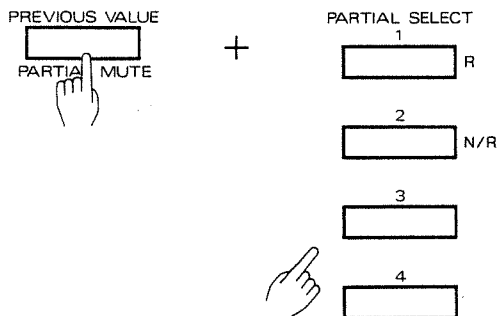 PREVIOUS VALUE
PARTIAL MUTE
+
PARTIAL SELECT
1
R
2
N/R
3
4